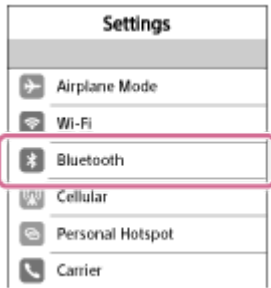 Settings
Airplane Mode
Wi-Fi
Bluetooth
Cellular
Personal Hotspot
Carrier